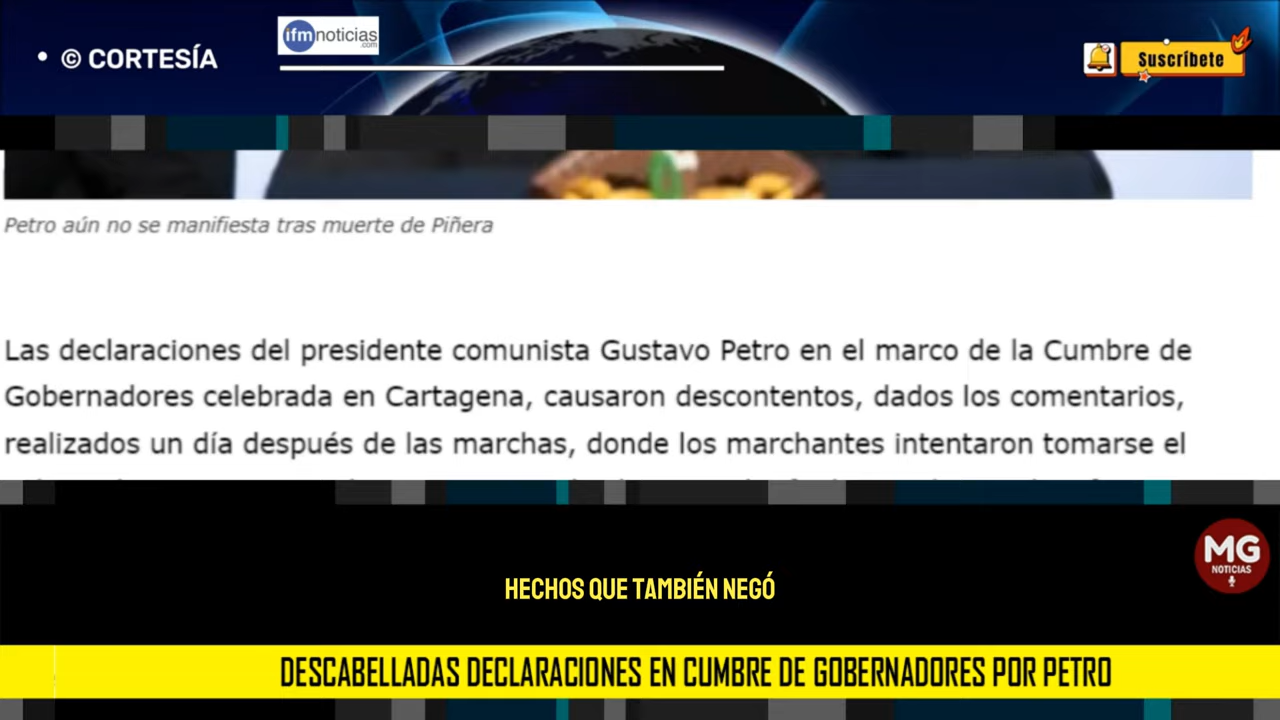 • © CORTESÍA
ifmnoticias
.com
Suscríbete
Petro aún no se manifiesta tras muerte de Piñera
Las declaraciones del presidente comunista Gustavo Petro en el marco de la Cumbre de
Gobernadores celebrada en Cartagena, causaron descontentos, dados los comentarios,
realizados un día después de las marchas, donde los marchantes intentaron tomarse el
MG
NOTICIAS
HECHOS QUE TAMBIÉN NEGÓ
DESCABELLADAS DECLARACIONES EN CUMBRE DE GOBERNADORES POR PETRO